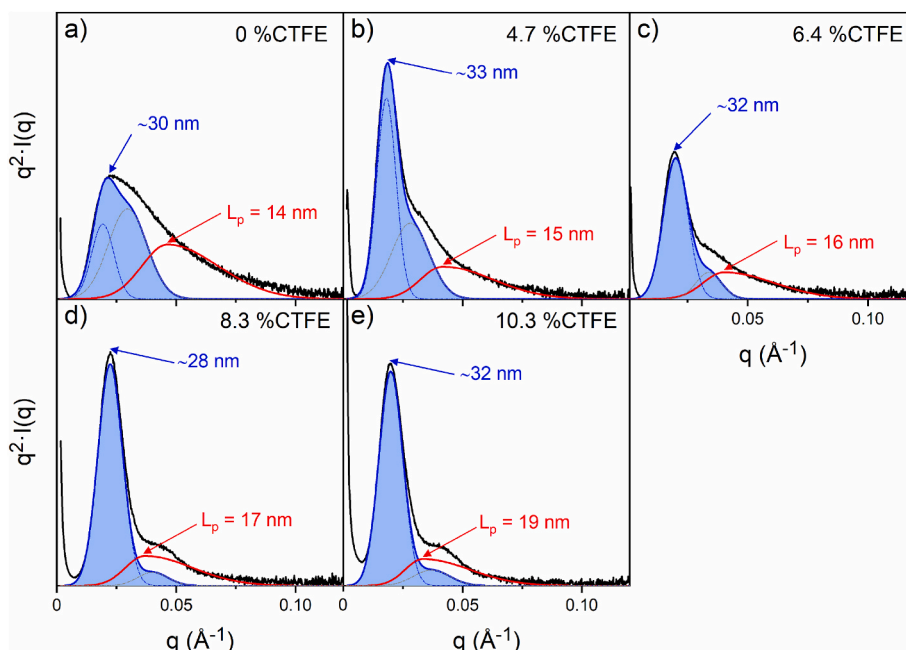 a) 0 %CTFE
b) 4.7 %CTFE
c) 6.4 %CTFE
~30 nm
~33 nm
~32 nm
L_p = 14 nm
L_p = 15 nm
L_p = 16 nm
q²·I(q)
0.05 0.10
q (Å⁻¹)
d) 8.3 %CTFE
e) 10.3 %CTFE
~28 nm
~32 nm
L_p = 17 nm
L_p = 19 nm
q²·I(q)
0 0.05 0.10
0 0.05 0.10
q (Å⁻¹)
q (Å⁻¹)